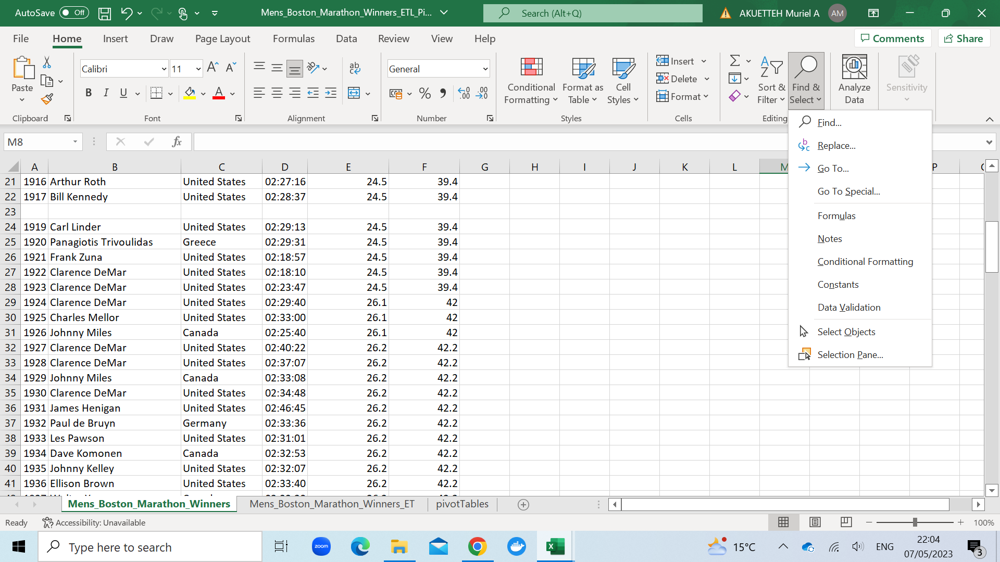 AutoSave Off Mens_Boston_Marathon_Winners_ETL_Pi... Search (Alt+Q) AKUETTEH Muriel A AM
File Home Insert Draw Page Layout Formulas Data Review View Help Comments Share
Calibri 11 ab General Insert
Delete
Paste Conditional Format as Cell Sort & Find & Analyze Sensitivity
B I U Format
Formatting Table Styles Filter Select Data
Clipboard Font Alignment Number Styles Cells Editing
M8 fx
A B C D E F G H I J K L M P
21 1916 Arthur Roth United States 02:27:16 24.5 39.4
22 1917 Bill Kennedy United States 02:28:37 24.5 39.4
23
24 1919 Carl Linder United States 02:29:13 24.5 39.4
25 1920 Panagiotis Trivoulidas Greece 02:29:31 24.5 39.4
26 1921 Frank Zuna United States 02:18:57 24.5 39.4
27 1922 Clarence DeMar United States 02:18:10 24.5 39.4
28 1923 Clarence DeMar United States 02:23:47 24.5 39.4
29 1924 Clarence DeMar United States 02:29:40 26.1 42
30 1925 Charles Mellor United States 02:33:00 26.1 42
31 1926 Johnny Miles Canada 02:25:40 26.1 42
32 1927 Clarence DeMar United States 02:40:22 26.2 42.2
33 1928 Clarence DeMar United States 02:37:07 26.2 42.2
34 1929 Johnny Miles Canada 02:33:08 26.2 42.2
35 1930 Clarence DeMar United States 02:34:48 26.2 42.2
36 1931 James Henigan United States 02:46:45 26.2 42.2
37 1932 Paul de Bruyn Germany 02:33:36 26.2 42.2
38 1933 Les Pawson United States 02:31:01 26.2 42.2
39 1934 Dave Komonen Canada 02:32:53 26.2 42.2
40 1935 Johnny Kelley United States 02:32:07 26.2 42.2
41 1936 Ellison Brown United States 02:33:40 26.2 42.2
Find...
Replace...
Go To...
Go To Special...
Formulas
Notes
Conditional Formatting
Constants
Data Validation
Select Objects
Selection Pane...
Mens_Boston_Marathon_Winners Mens_Boston_Marathon_Winners_ET pivotTables
Ready Accessibility: Unavailable 100%
Type here to search zoom 15°C ENG 22:04
07/05/2023 3